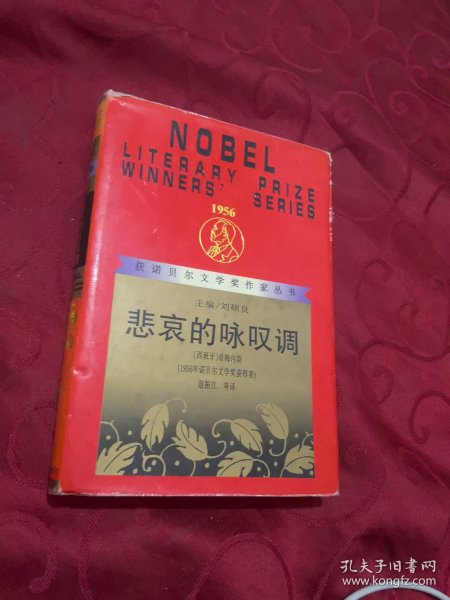 NOBEL
LITERARY PRIZE
WINNERS' SERIES
1956
获诺贝尔文学奖作家丛书
主编/刘硕良
悲哀的咏叹调
(西班牙)希梅内斯
(1956年诺贝尔文学奖获得者)
赵振江 等译
孔夫子旧书网
www.kongfz.com